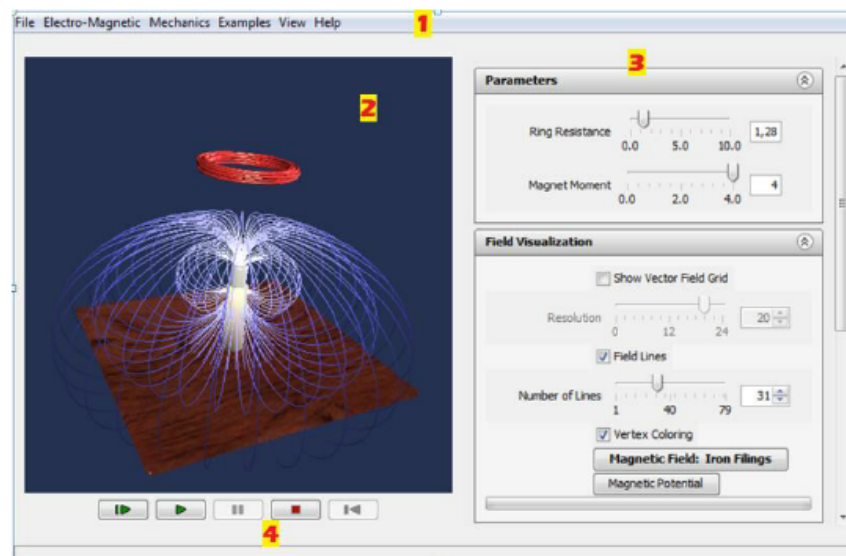 File Electro-Magnetic Mechanics Examples View Help
1
2
3
Parameters
Ring Resistance 1,28
0.0 5.0 10.0
Magnet Moment 4
0.0 2.0 4.0
Field Visualization
Show Vector Field Grid
Resolution 20
0 12 24
Field Lines
Number of Lines 31
1 40 79
Vertex Coloring
Magnetic Field: Iron Filings
Magnetic Potential
4